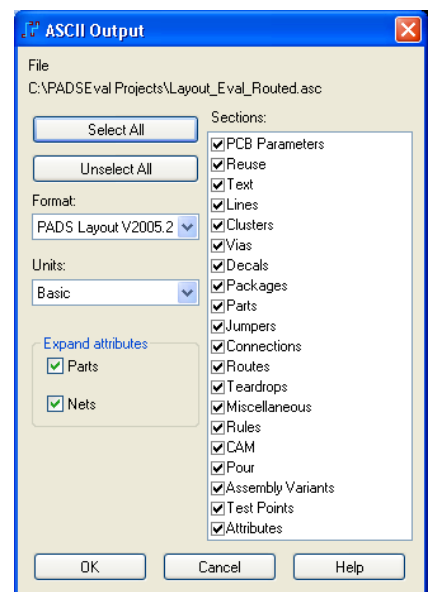 ASCII Output
File
C:\PADSEval Projects\Layout_Eval_Routed.asc
Select All
Unselect All
Format:
PADS Layout V2005.2
Units:
Basic
Expand attributes
Parts
Nets
Sections:
PCB Parameters
Reuse
Text
Lines
Clusters
Vias
Decals
Packages
Parts
Jumpers
Connections
Routes
Teardrops
Miscellaneous
Rules
CAM
Pour
Assembly Variants
Test Points
Attributes
OK
Cancel
Help